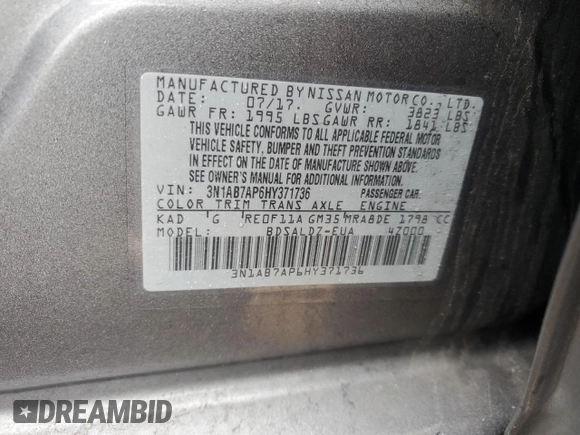 MANUFACTURED BY NISSAN MOTOR CO., LTD.
DATE: 07/17. GVWR: 3823 LBS
GAWR FR: 1995 LBS GAWR RR: 1841 LBS
THIS VEHICLE CONFORMS TO ALL APPLICABLE FEDERAL MOTOR
VEHICLE SAFETY, BUMPER AND THEFT PREVENTION STANDARDS
IN EFFECT ON THE DATE OF MANUFACTURE SHOWN ABOVE.
SEE OWNER'S MANUAL FOR ADDITIONAL INFORMATION.
VIN: 3N1AB7AP6HY371736 PASSENGER CAR.
COLOR TRIM TRANS AXLE ENGINE
KAD G RE0F11A GM35 MRA8DE 1798 CC
MODEL: BDSALDZ-EUA 4Z000
3N1AB7AP6HY371736
DREAMBID